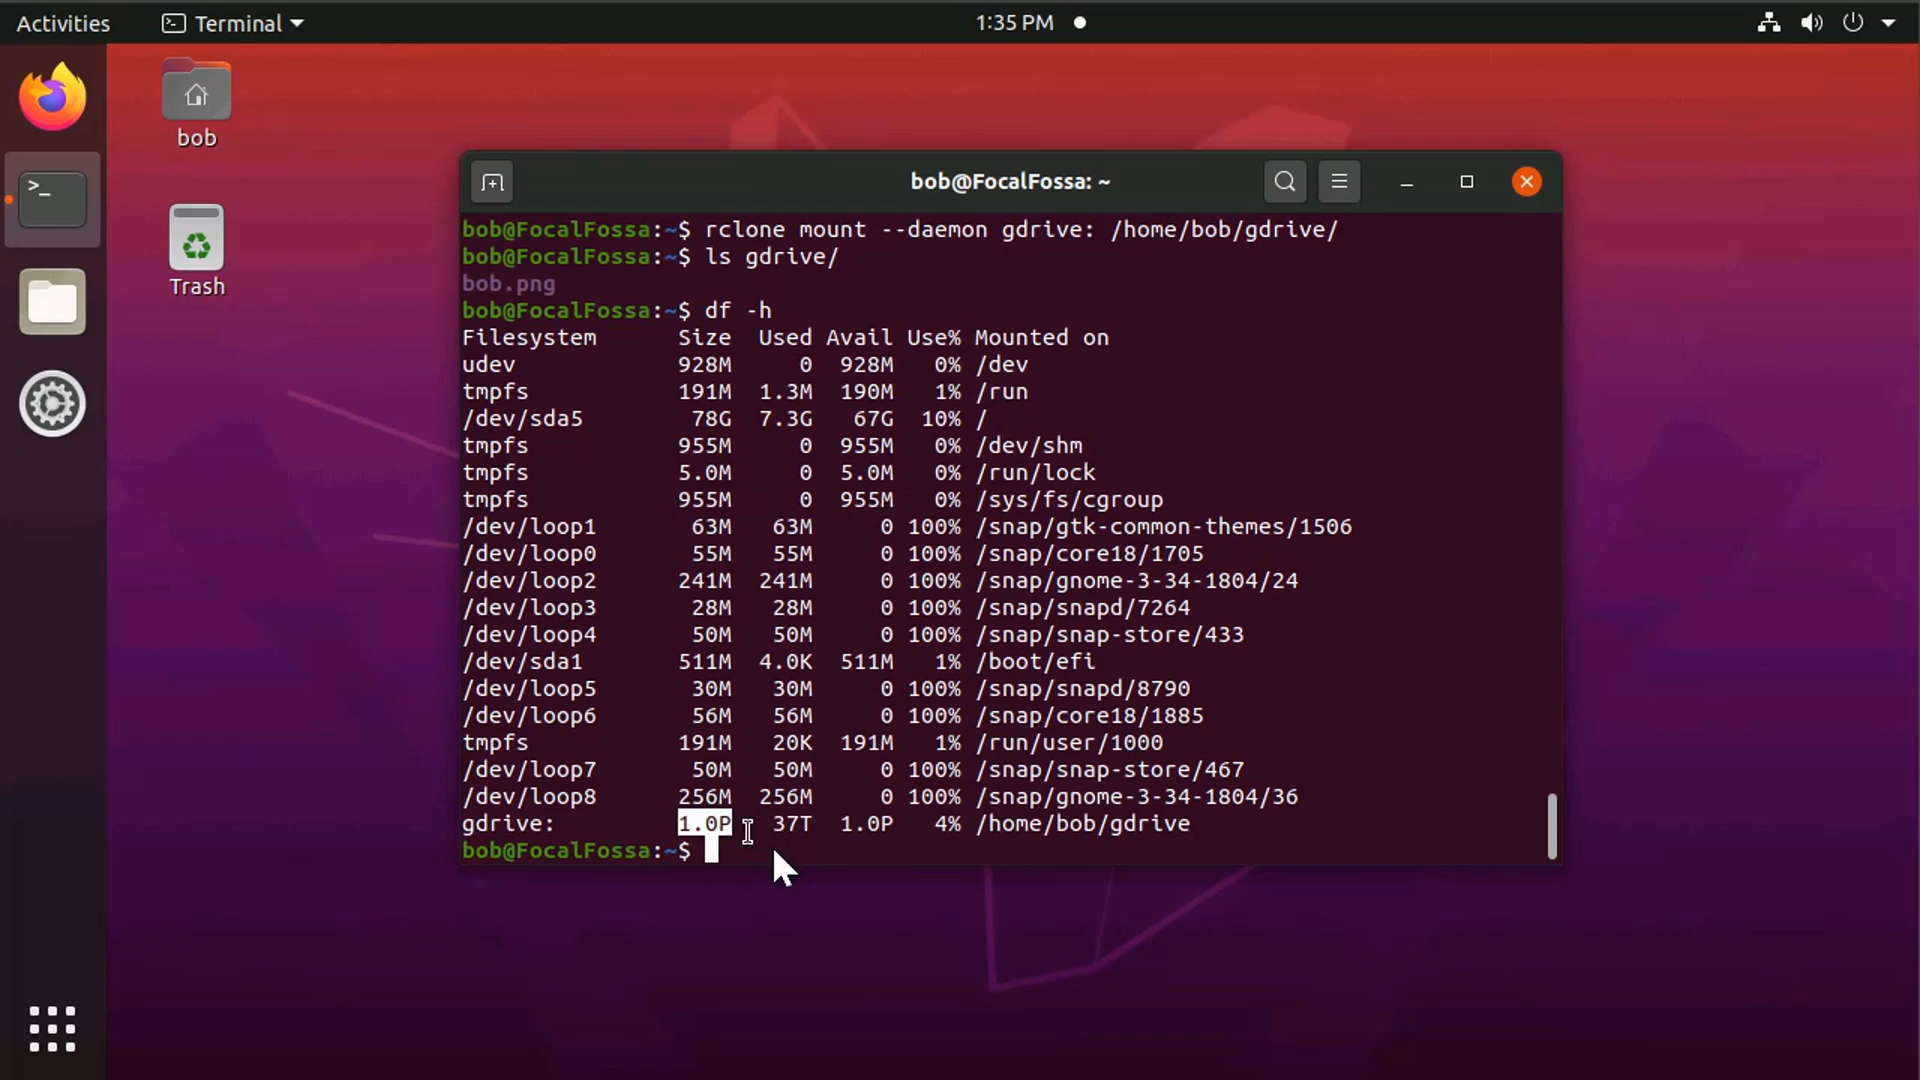 Activities Terminal 1:35 PM
bob
Trash
bob@FocalFossa: ~
bob@FocalFossa:~$ rclone mount --daemon gdrive: /home/bob/gdrive/
bob@FocalFossa:~$ ls gdrive/
bob.png
bob@FocalFossa:~$ df -h
Filesystem Size Used Avail Use% Mounted on
udev 928M 0 928M 0% /dev
tmpfs 191M 1.3M 190M 1% /run
/dev/sda5 78G 7.3G 67G 10% /
tmpfs 955M 0 955M 0% /dev/shm
tmpfs 5.0M 0 5.0M 0% /run/lock
tmpfs 955M 0 955M 0% /sys/fs/cgroup
/dev/loop1 63M 63M 0 100% /snap/gtk-common-themes/1506
/dev/loop0 55M 55M 0 100% /snap/core18/1705
/dev/loop2 241M 241M 0 100% /snap/gnome-3-34-1804/24
/dev/loop3 28M 28M 0 100% /snap/snapd/7264
/dev/loop4 50M 50M 0 100% /snap/snap-store/433
/dev/sda1 511M 4.0K 511M 1% /boot/efi
/dev/loop5 30M 30M 0 100% /snap/snapd/8790
/dev/loop6 56M 56M 0 100% /snap/core18/1885
tmpfs 191M 20K 191M 1% /run/user/1000
/dev/loop7 50M 50M 0 100% /snap/snap-store/467
/dev/loop8 256M 256M 0 100% /snap/gnome-3-34-1804/36
gdrive: 1.0P 37T 1.0P 4% /home/bob/gdrive
bob@FocalFossa:~$